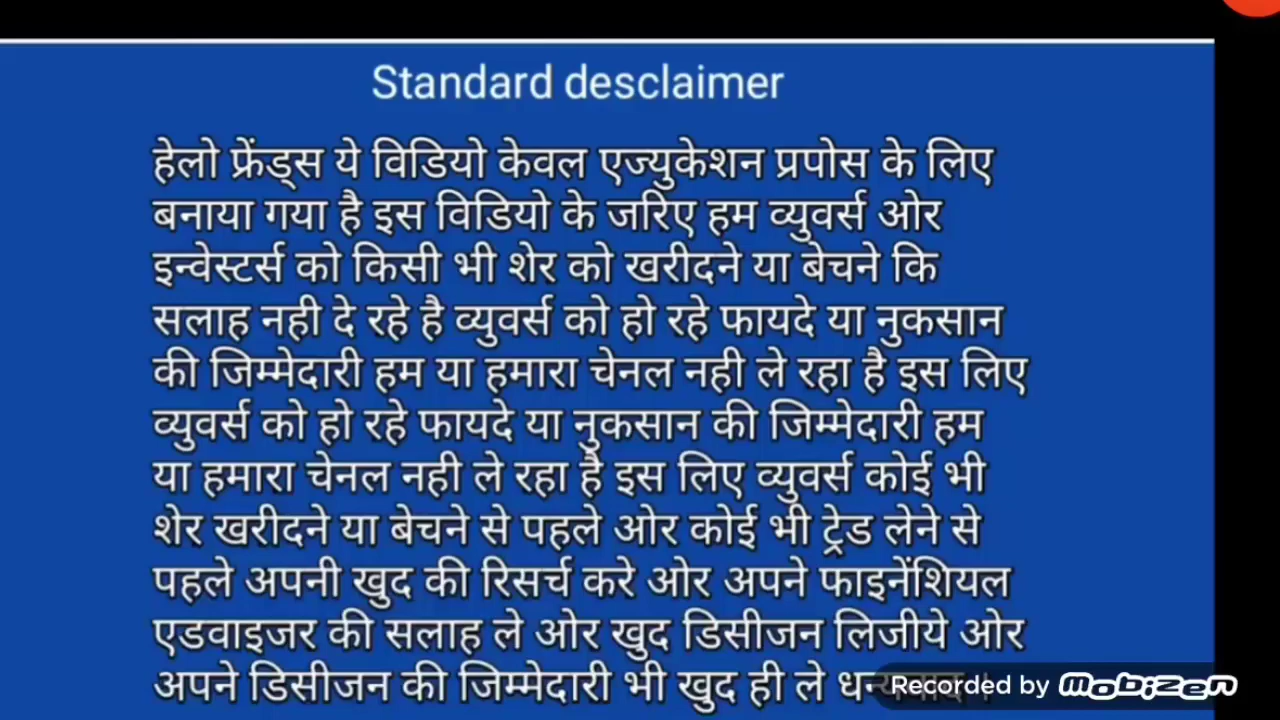 Standard desclaimer
हेलो फ्रेंड्स ये विडियो केवल एज्युकेशन प्रपोस के लिए
बनाया गया है इस विडियो के जरिए हम व्युवर्स ओर
इन्वेस्टर्स को किसी भी शेर को खरीदने या बेचने कि
सलाह नही दे रहे है व्युवर्स को हो रहे फायदे या नुकसान
की जिम्मेदारी हम या हमारा चेनल नही ले रहा है इस लिए
व्युवर्स को हो रहे फायदे या नुकसान की जिम्मेदारी हम
या हमारा चेनल नही ले रहा है इस लिए व्युवर्स कोई भी
शेर खरीदने या बेचने से पहले ओर कोई भी ट्रेड लेने से
पहले अपनी खुद की रिसर्च करे ओर अपने फाइनेंशियल
एडवाइजर की सलाह ले ओर खुद डिसीजन लिजीये ओर
अपने डिसीजन की जिम्मेदारी भी खुद ही ले धन्यवाद ।
Recorded by mobizen